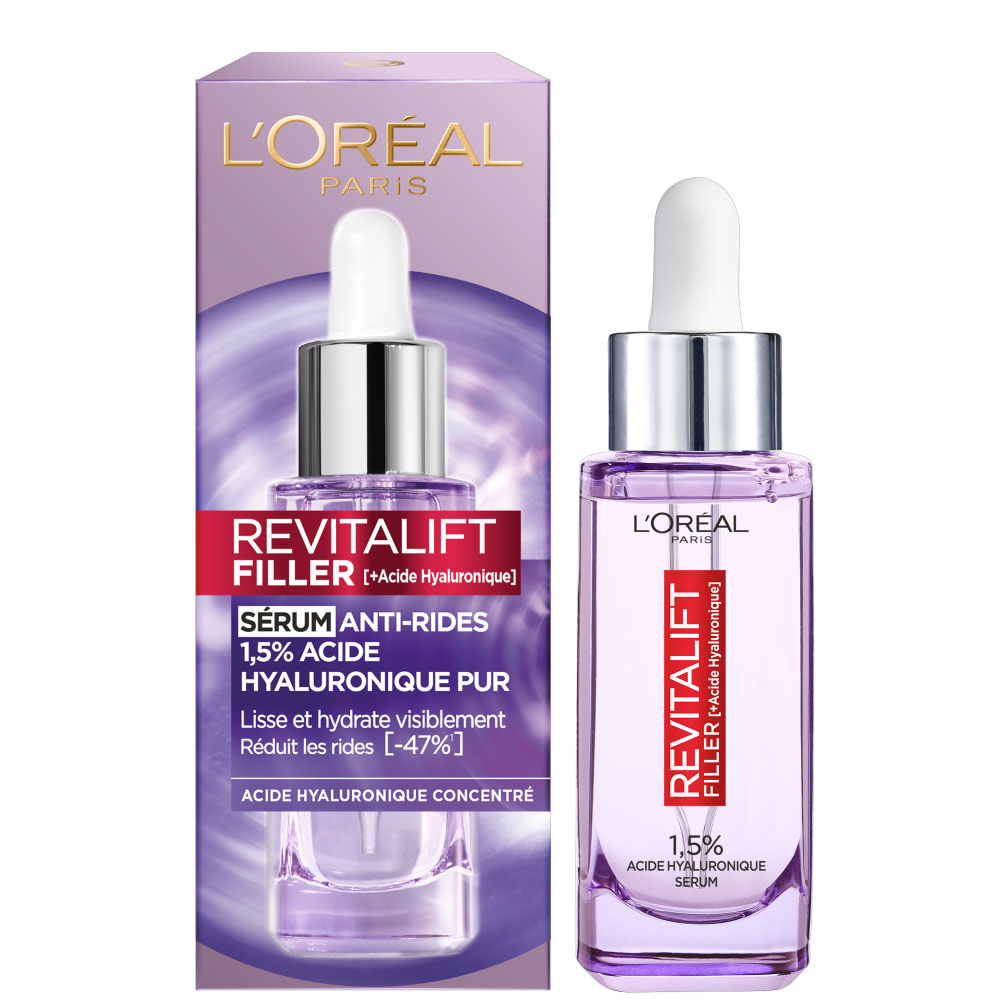 L'ORÉAL
PARiS
REVITALIFT
FILLER [+Acide Hyaluronique]
SÉRUM ANTI-RIDES
1,5% ACIDE
HYALURONIQUE PUR
Lisse et hydrate visiblement
Réduit les rides [-47%¹]
ACIDE HYALURONIQUE CONCENTRÉ
L'ORÉAL
PARiS
REVITALIFT
FILLER [+Acide Hyaluronique]
1,5%
ACIDE HYALURONIQUE
SERUM